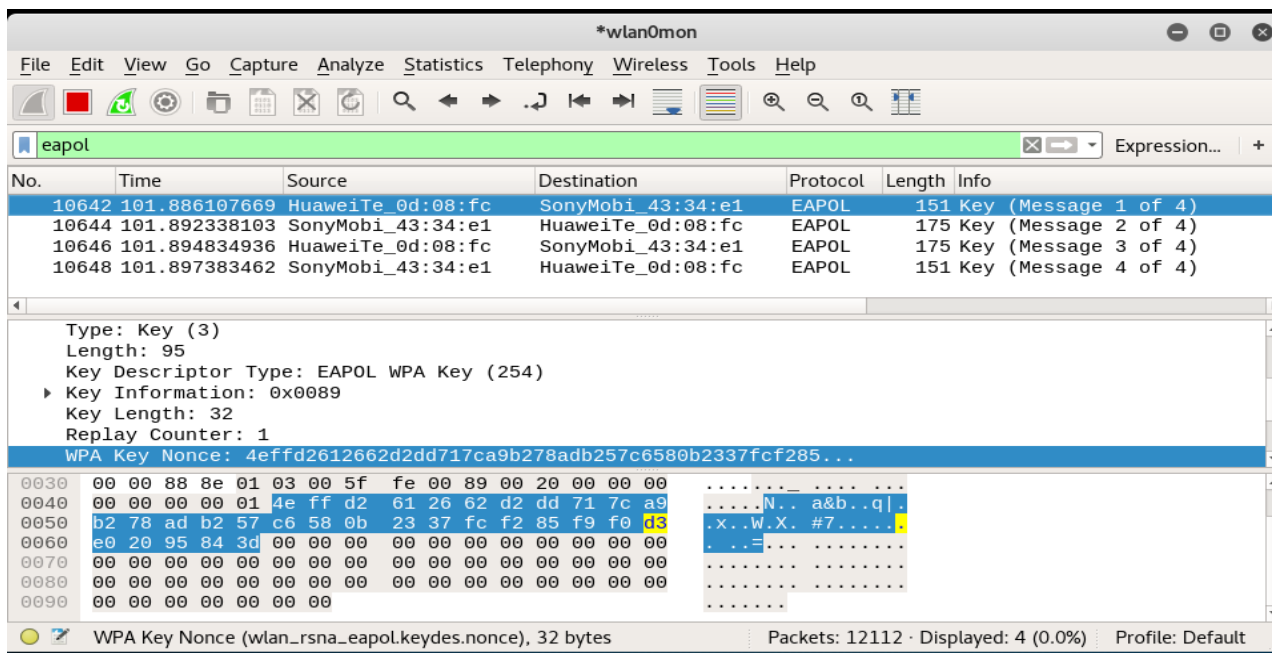 *wlan0mon
File Edit View Go Capture Analyze Statistics Telephony Wireless Tools Help
eapol Expression... +
No. Time Source Destination Protocol Length Info
10642 101.886107669 HuaweiTe_0d:08:fc SonyMobi_43:34:e1 EAPOL 151 Key (Message 1 of 4)
10644 101.892338103 SonyMobi_43:34:e1 HuaweiTe_0d:08:fc EAPOL 175 Key (Message 2 of 4)
10646 101.894834936 HuaweiTe_0d:08:fc SonyMobi_43:34:e1 EAPOL 175 Key (Message 3 of 4)
10648 101.897383462 SonyMobi_43:34:e1 HuaweiTe_0d:08:fc EAPOL 151 Key (Message 4 of 4)
Type: Key (3)
Length: 95
Key Descriptor Type: EAPOL WPA Key (254)
Key Information: 0x0089
Key Length: 32
Replay Counter: 1
WPA Key Nonce: 4effd2612662d2dd717ca9b278adb257c6580b2337fcf285...
0030 00 00 88 8e 01 03 00 5f fe 00 89 00 20 00 00 00 ......._ .... ...
0040 00 00 00 00 01 4e ff d2 61 26 62 d2 dd 71 7c a9 .....N.. a&b..q|.
0050 b2 78 ad b2 57 c6 58 0b 23 37 fc f2 85 f9 f0 d3 .x..W.X. #7......
0060 e0 20 95 84 3d 00 00 00 00 00 00 00 00 00 00 00 . ..=... ........
0070 00 00 00 00 00 00 00 00 00 00 00 00 00 00 00 00 ........ ........
0080 00 00 00 00 00 00 00 00 00 00 00 00 00 00 00 00 ........ ........
0090 00 00 00 00 00 00 00 .......
WPA Key Nonce (wlan_rsna_eapol.keydes.nonce), 32 bytes Packets: 12112 · Displayed: 4 (0.0%) Profile: Default